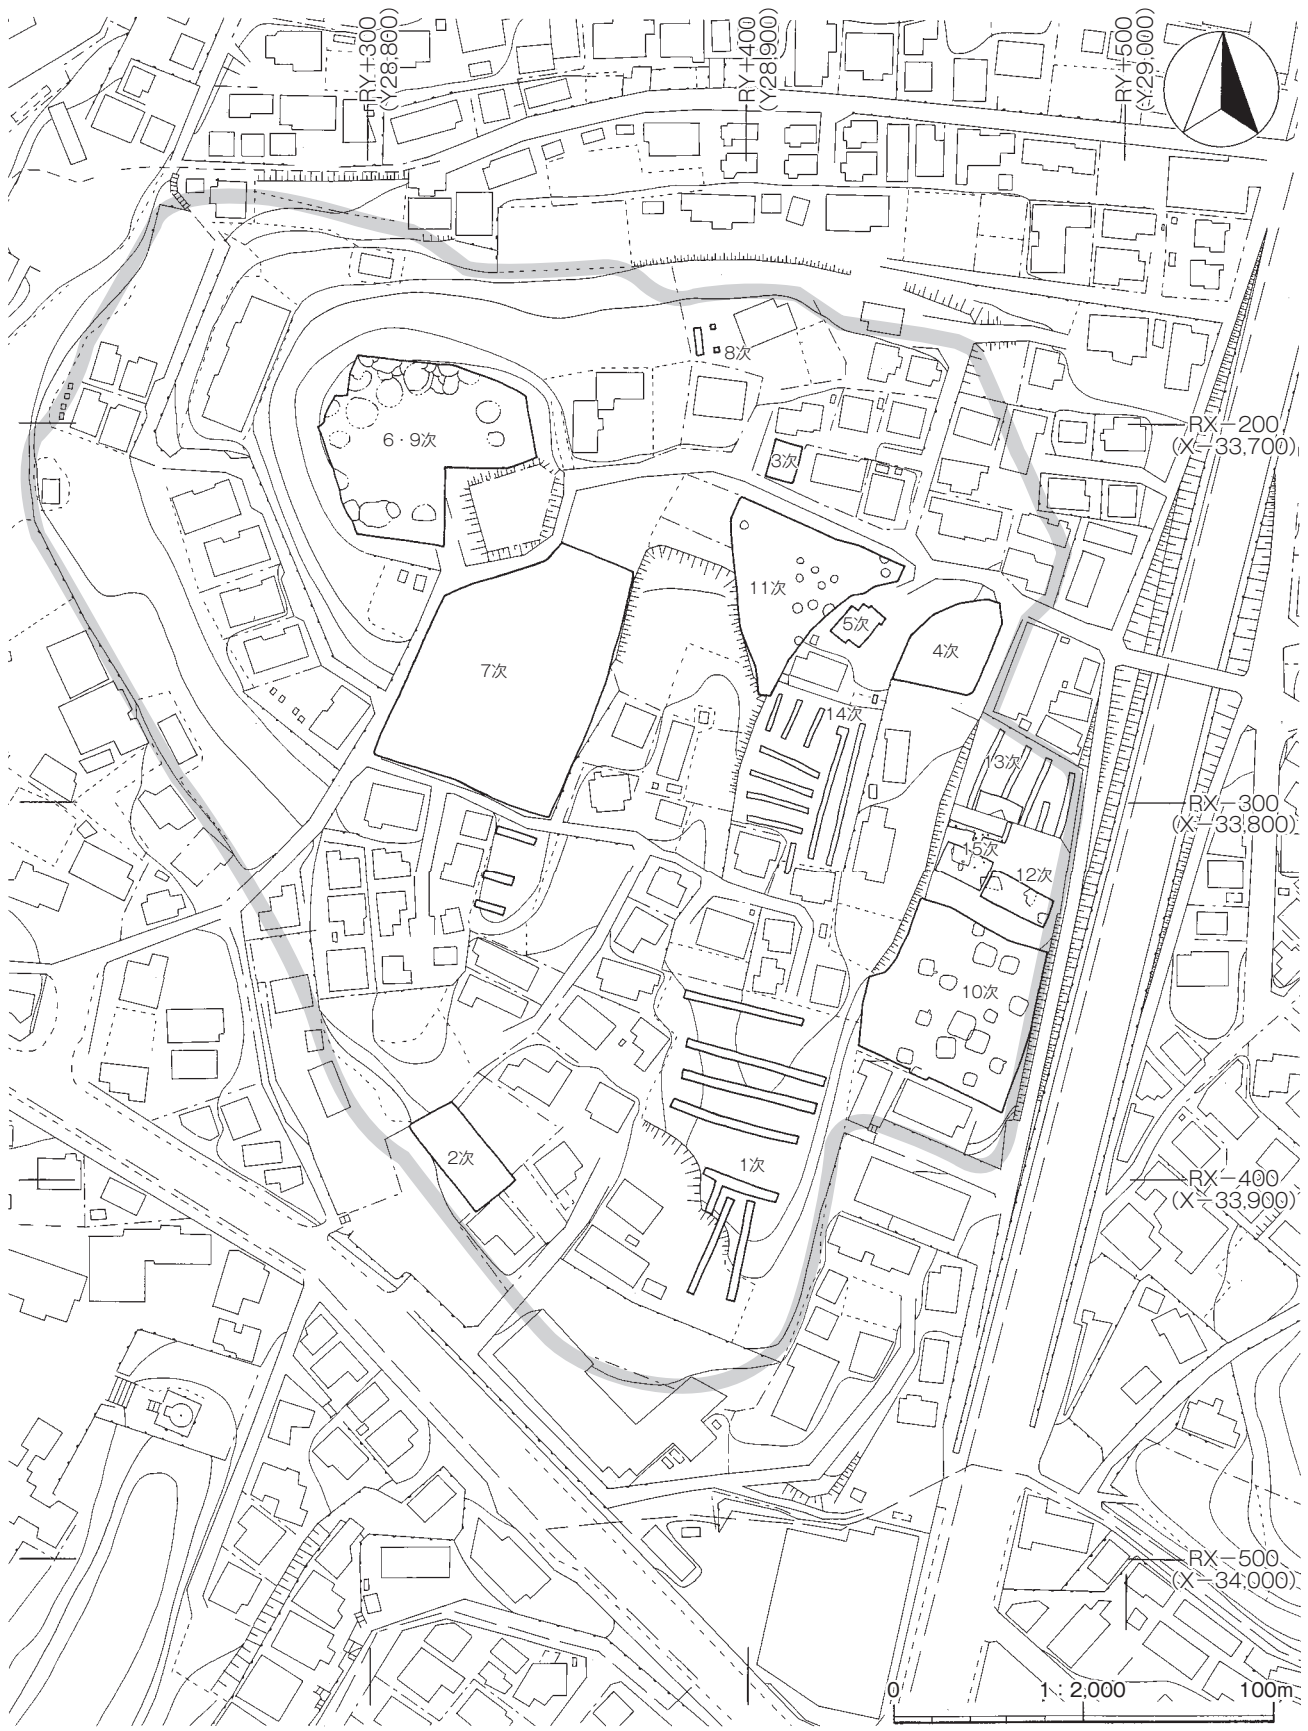 RY+300
(Y28,800)
RY+400
(Y28,900)
RY+500
(Y29,000)
8次
RX-200
(X-33,700)
6・9次
3次
11次
5次
4次
7次
14次
13次
RX-300
(X-33,800)
15次
12次
10次
2次
1次
RX-400
(X-33,900)
RX-500
(X-34,000)
0
1:2,000
100m